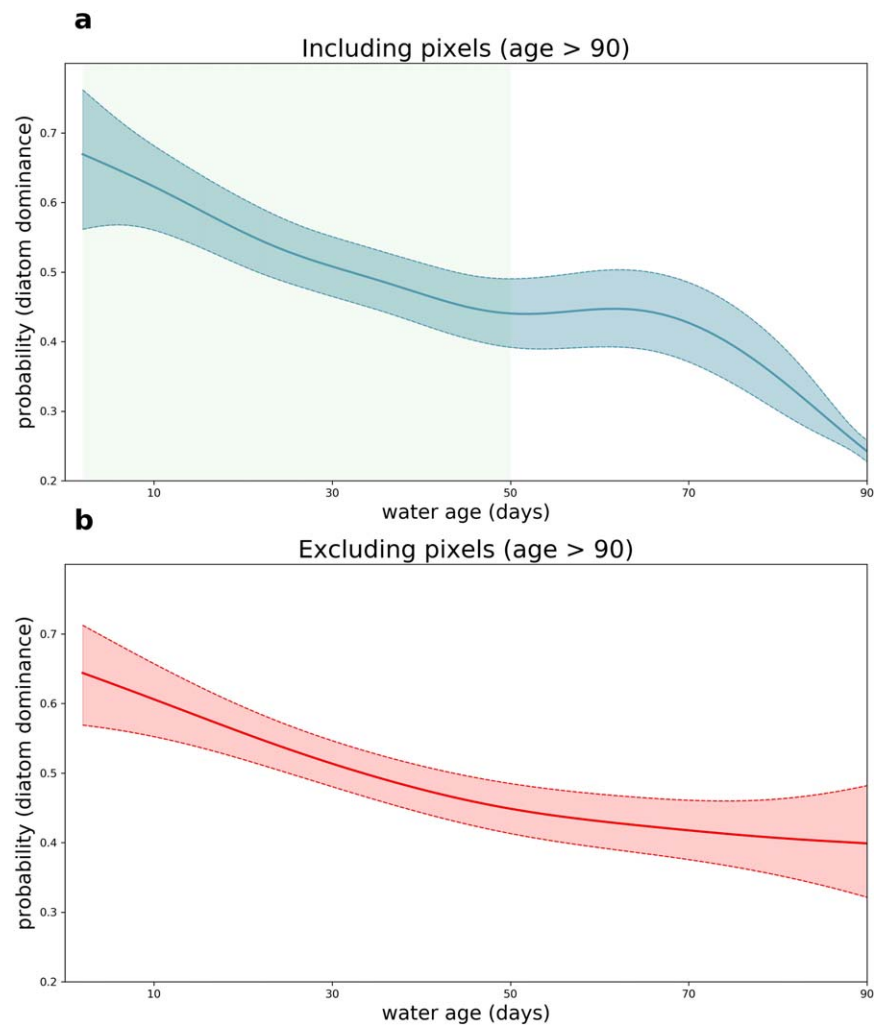 a
Including pixels (age > 90)
probability (diatom dominance)
0.7
0.6
0.5
0.4
0.3
0.2
10 30 50 70 90
water age (days)
b
Excluding pixels (age > 90)
probability (diatom dominance)
0.7
0.6
0.5
0.4
0.3
0.2
10 30 50 70 90
water age (days)